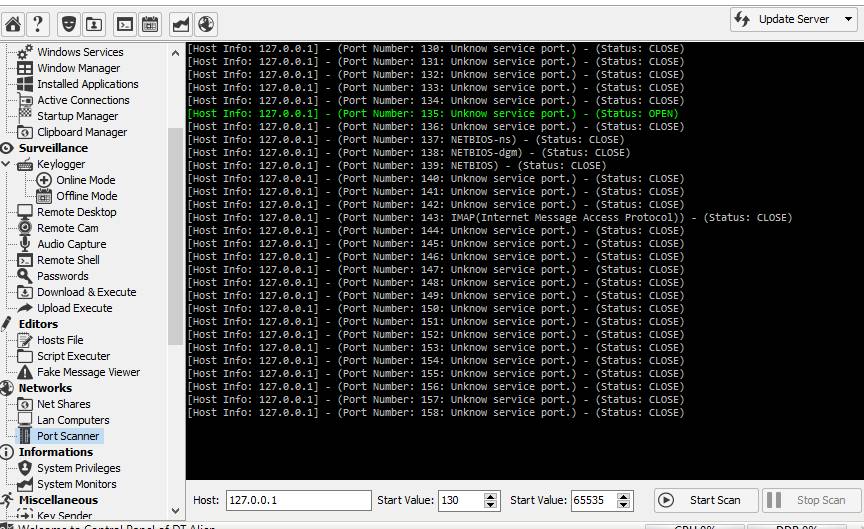 Update Server
Windows Services
Window Manager
Installed Applications
Active Connections
Startup Manager
Clipboard Manager
Surveillance
Keylogger
Online Mode
Offline Mode
Remote Desktop
Remote Cam
Audio Capture
Remote Shell
Passwords
Download & Execute
Upload Execute
Editors
Hosts File
Script Executer
Fake Message Viewer
Networks
Net Shares
Lan Computers
Port Scanner
Informations
System Privileges
System Monitors
Miscellaneous
Key Sender
[Host Info: 127.0.0.1] - (Port Number: 130: Unknow service port.) - (Status: CLOSE)
[Host Info: 127.0.0.1] - (Port Number: 131: Unknow service port.) - (Status: CLOSE)
[Host Info: 127.0.0.1] - (Port Number: 132: Unknow service port.) - (Status: CLOSE)
[Host Info: 127.0.0.1] - (Port Number: 133: Unknow service port.) - (Status: CLOSE)
[Host Info: 127.0.0.1] - (Port Number: 134: Unknow service port.) - (Status: CLOSE)
[Host Info: 127.0.0.1] - (Port Number: 135: Unknow service port.) - (Status: OPEN)
[Host Info: 127.0.0.1] - (Port Number: 136: Unknow service port.) - (Status: CLOSE)
[Host Info: 127.0.0.1] - (Port Number: 137: NETBIOS-ns) - (Status: CLOSE)
[Host Info: 127.0.0.1] - (Port Number: 138: NETBIOS-dgm) - (Status: CLOSE)
[Host Info: 127.0.0.1] - (Port Number: 139: NETBIOS) - (Status: CLOSE)
[Host Info: 127.0.0.1] - (Port Number: 140: Unknow service port.) - (Status: CLOSE)
[Host Info: 127.0.0.1] - (Port Number: 141: Unknow service port.) - (Status: CLOSE)
[Host Info: 127.0.0.1] - (Port Number: 142: Unknow service port.) - (Status: CLOSE)
[Host Info: 127.0.0.1] - (Port Number: 143: IMAP(Internet Message Access Protocol)) - (Status: CLOSE)
[Host Info: 127.0.0.1] - (Port Number: 144: Unknow service port.) - (Status: CLOSE)
[Host Info: 127.0.0.1] - (Port Number: 145: Unknow service port.) - (Status: CLOSE)
[Host Info: 127.0.0.1] - (Port Number: 146: Unknow service port.) - (Status: CLOSE)
[Host Info: 127.0.0.1] - (Port Number: 147: Unknow service port.) - (Status: CLOSE)
[Host Info: 127.0.0.1] - (Port Number: 148: Unknow service port.) - (Status: CLOSE)
[Host Info: 127.0.0.1] - (Port Number: 149: Unknow service port.) - (Status: CLOSE)
[Host Info: 127.0.0.1] - (Port Number: 150: Unknow service port.) - (Status: CLOSE)
[Host Info: 127.0.0.1] - (Port Number: 151: Unknow service port.) - (Status: CLOSE)
[Host Info: 127.0.0.1] - (Port Number: 152: Unknow service port.) - (Status: CLOSE)
[Host Info: 127.0.0.1] - (Port Number: 153: Unknow service port.) - (Status: CLOSE)
[Host Info: 127.0.0.1] - (Port Number: 154: Unknow service port.) - (Status: CLOSE)
[Host Info: 127.0.0.1] - (Port Number: 155: Unknow service port.) - (Status: CLOSE)
[Host Info: 127.0.0.1] - (Port Number: 156: Unknow service port.) - (Status: CLOSE)
[Host Info: 127.0.0.1] - (Port Number: 157: Unknow service port.) - (Status: CLOSE)
[Host Info: 127.0.0.1] - (Port Number: 158: Unknow service port.) - (Status: CLOSE)
Host: 127.0.0.1 Start Value: 130 Start Value: 65535 Start Scan Stop Scan
Welcome to Control Panel of DT Alien CPU 0%